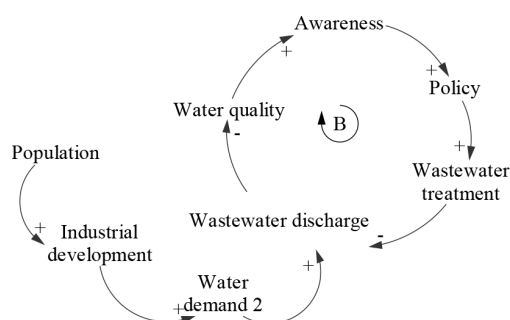 Awareness
+
+
Policy
Water quality
-
B
+
Population
Wastewater
treatment
+
Industrial
development
Wastewater discharge
-
+
Water
+demand 2